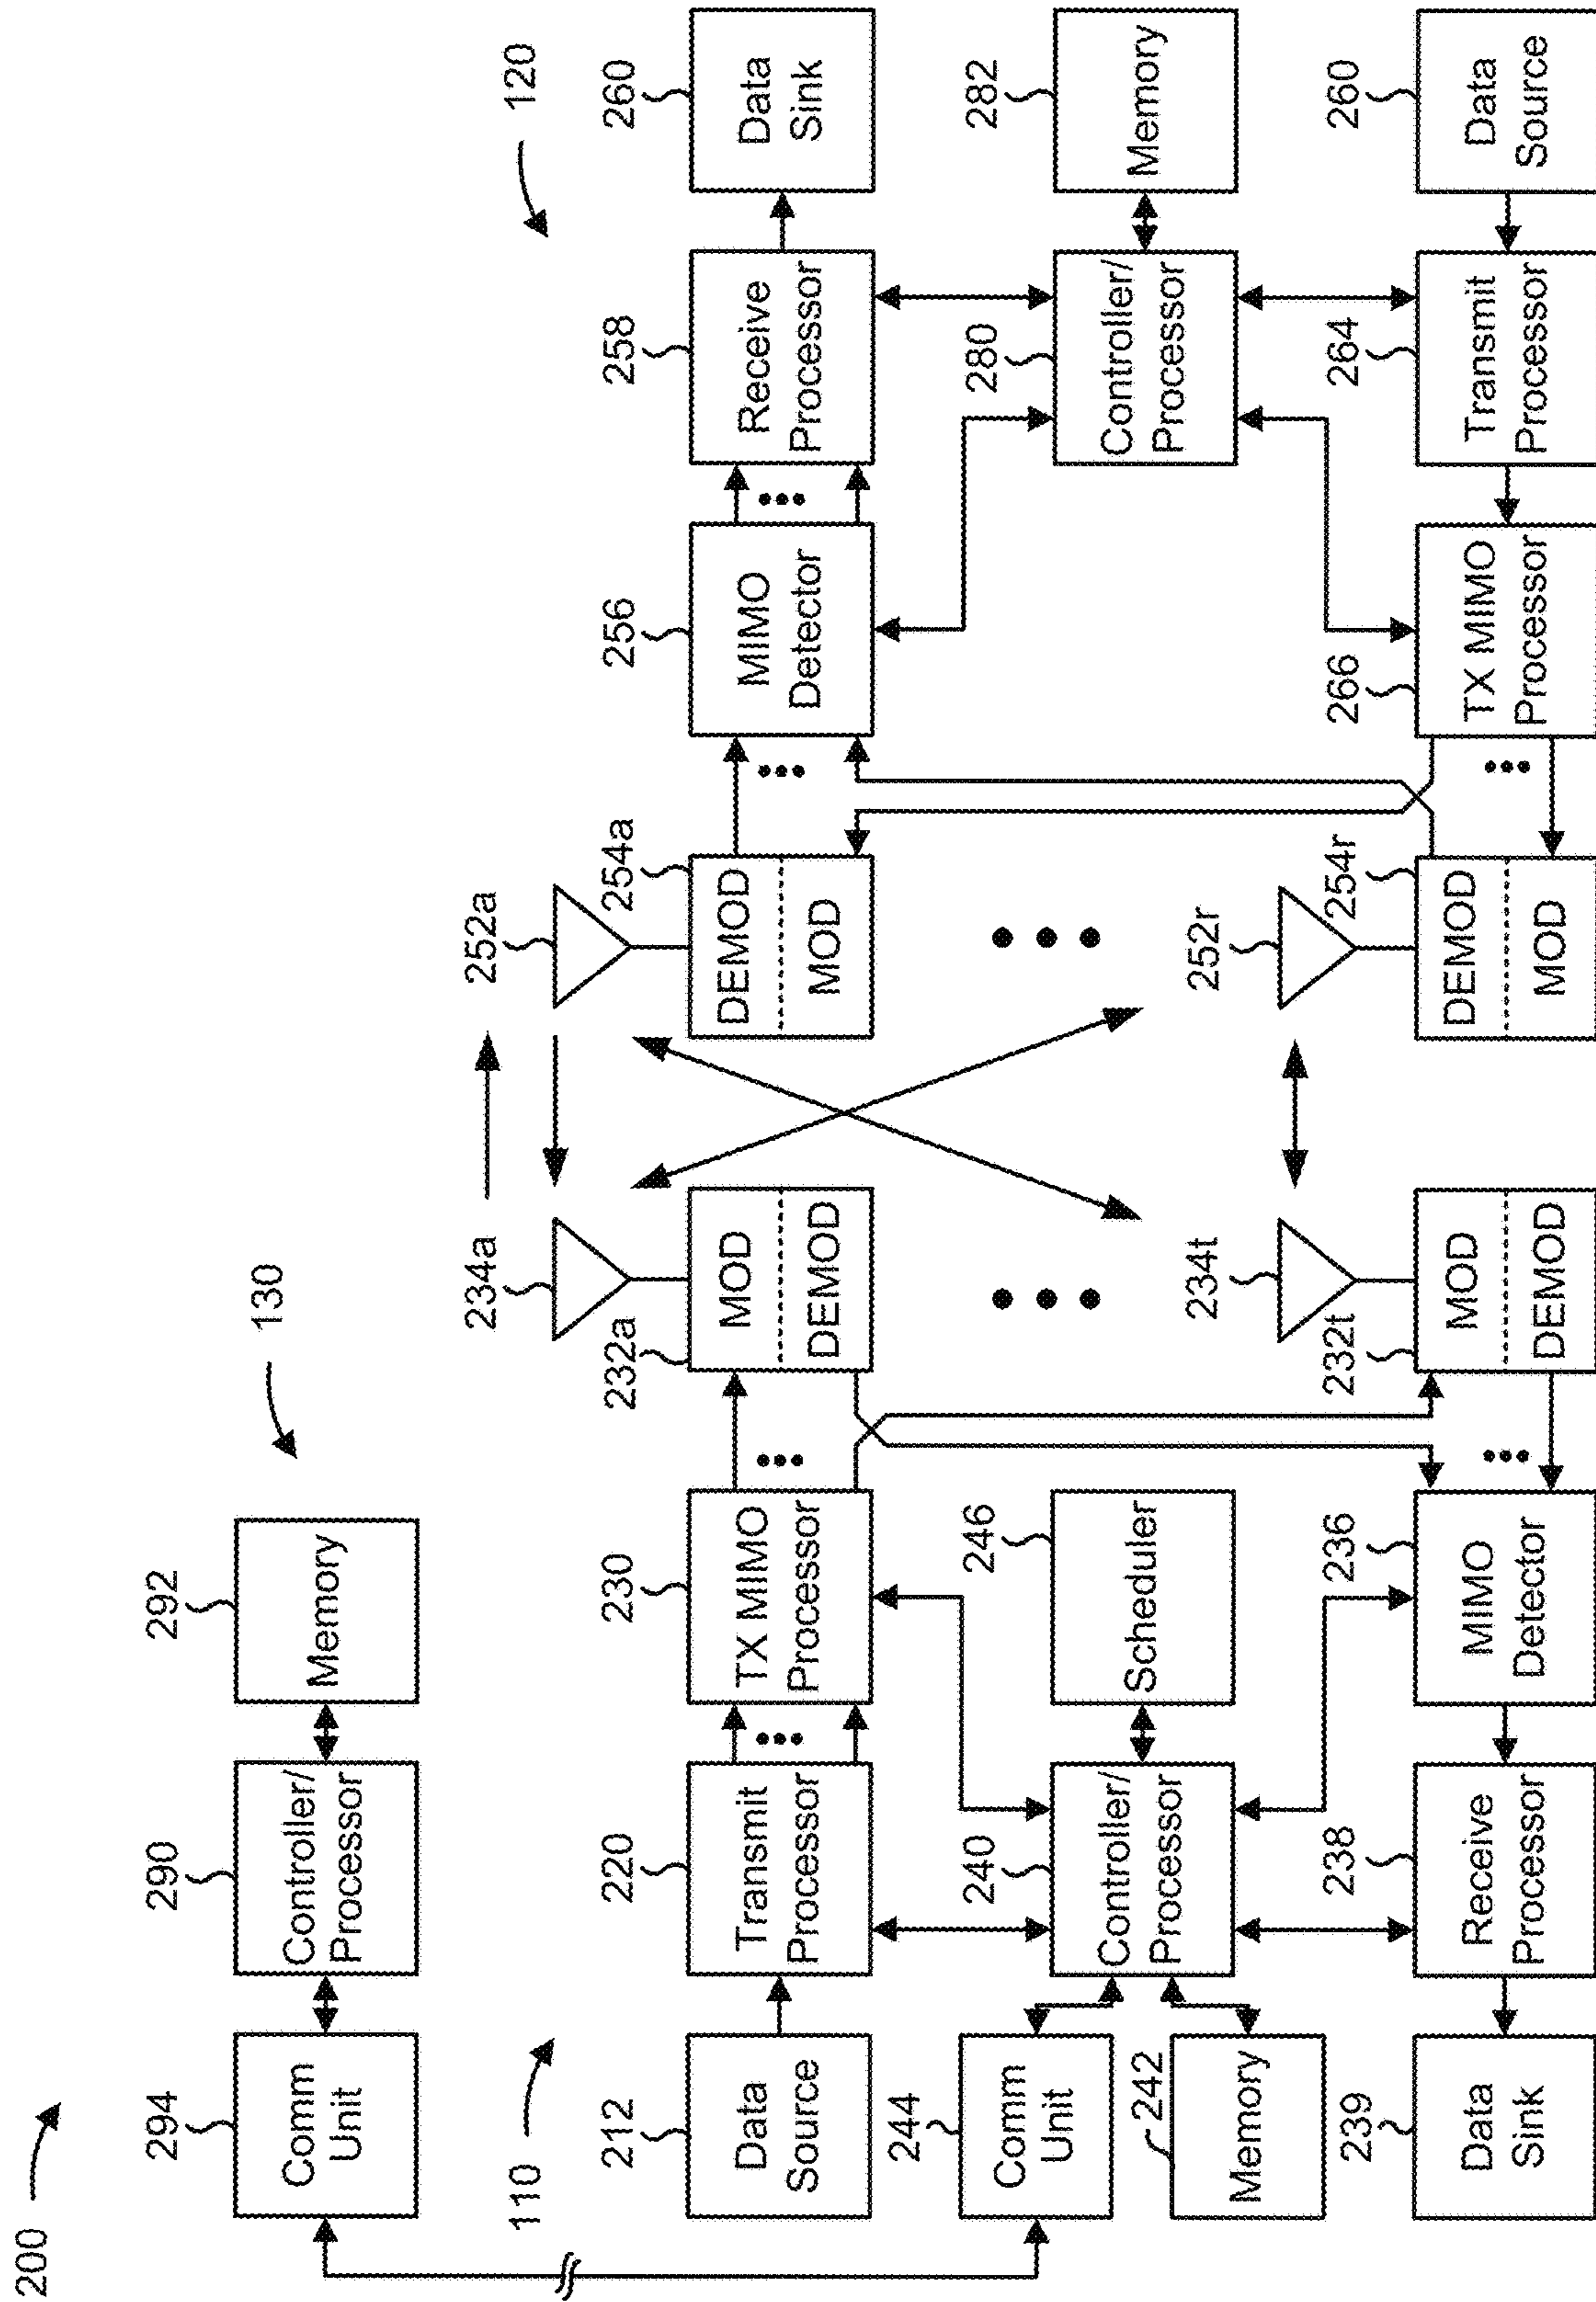 200
294
Comm
Unit
290
Controller/
Processor
292
Memory
130
110
212
Data
Source
220
Transmit
Processor
230
TX MIMO
Processor
232a
MOD
DEMOD
234a
252a
254a
DEMOD
MOD
256
MIMO
Detector
258
Receive
Processor
260
Data
Sink
120
244
Comm
Unit
242
Memory
240
Controller/
Processor
246
Scheduler
280
Controller/
Processor
282
Memory
239
Data
Sink
238
Receive
Processor
236
MIMO
Detector
232t
MOD
DEMOD
234t
252r
254r
DEMOD
MOD
266
TX MIMO
Processor
264
Transmit
Processor
260
Data
Source